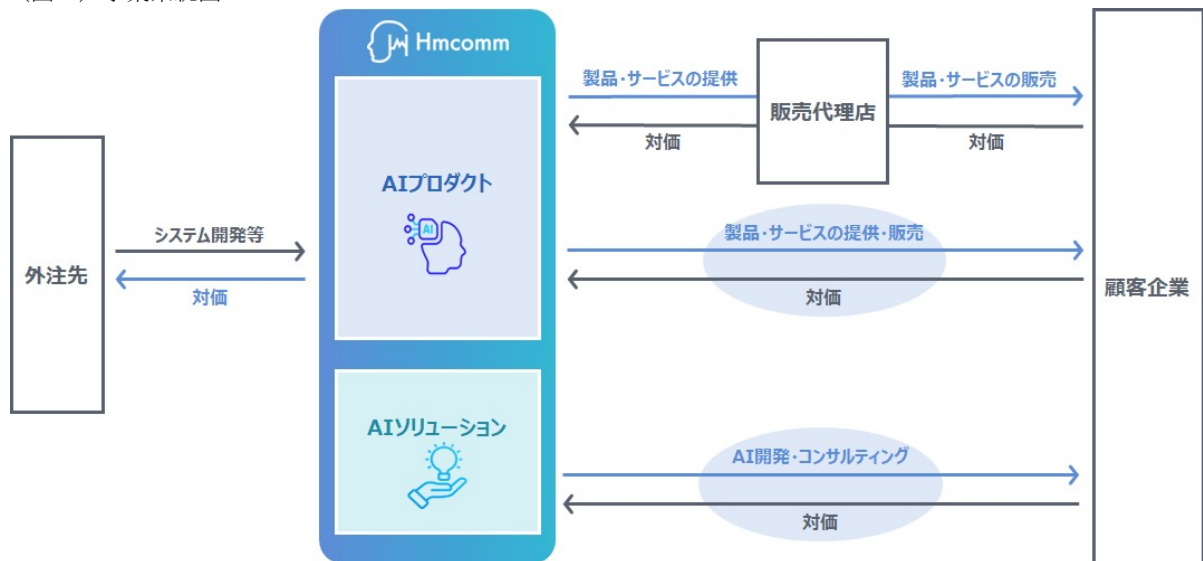 Hmcomm
製品・サービスの提供
製品・サービスの販売
販売代理店
対価
対価
AIプロダクト
AI
システム開発等
製品・サービスの提供・販売
外注先
対価
対価
顧客企業
AIソリューション
AI開発・コンサルティング
対価